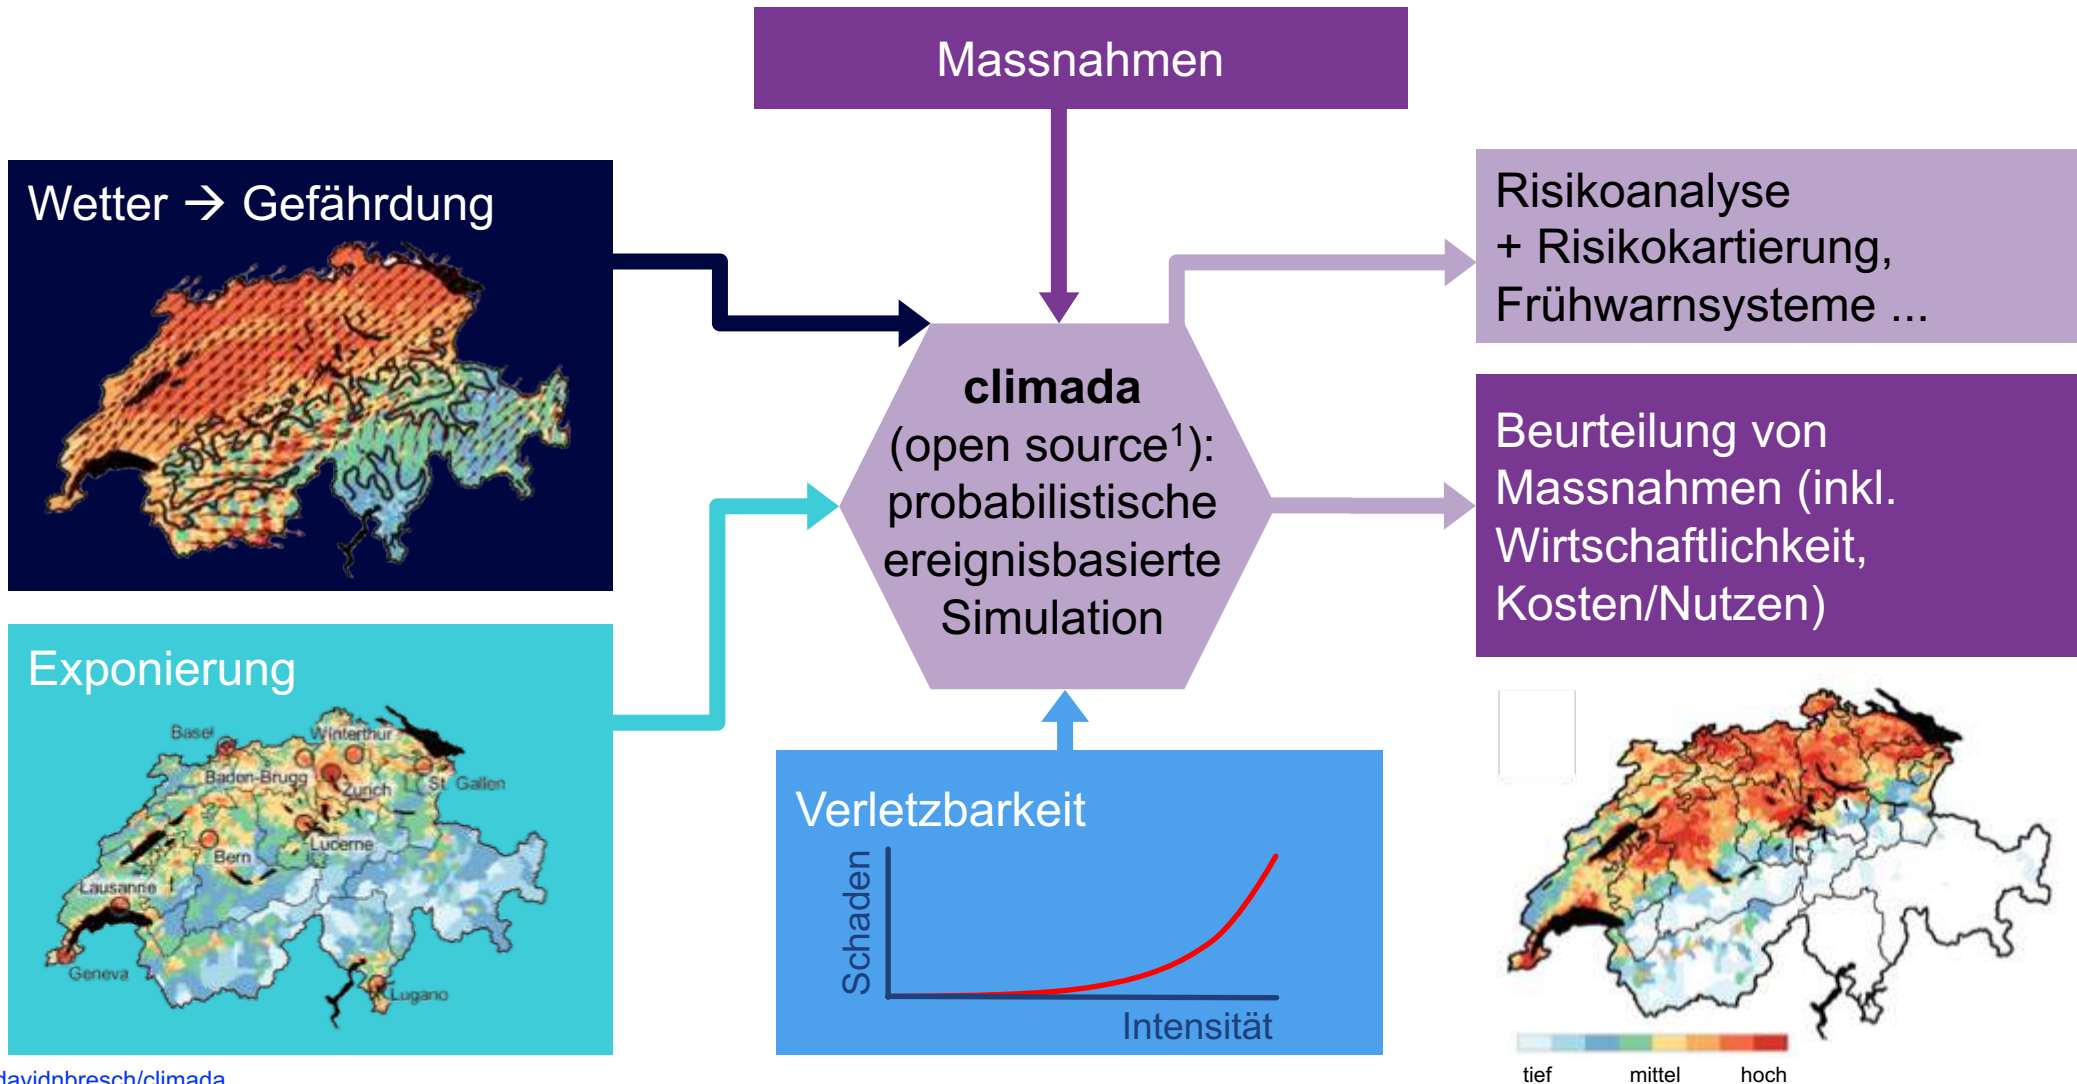 Massnahmen
Wetter → Gefährdung
Risikoanalyse
+ Risikokartierung,
Frühwarnsysteme ...
climada
(open source¹):
probabilistische
ereignisbasierte
Simulation
Beurteilung von
Massnahmen (inkl.
Wirtschaftlichkeit,
Kosten/Nutzen)
Exponierung
Basel
Winterthur
Baden-Brugg
Zurich
St. Gallen
Bern
Lucerne
Lausanne
Geneva
Lugano
Verletzbarkeit
Schaden
Intensität
tief mittel hoch
davidnbresch/climada